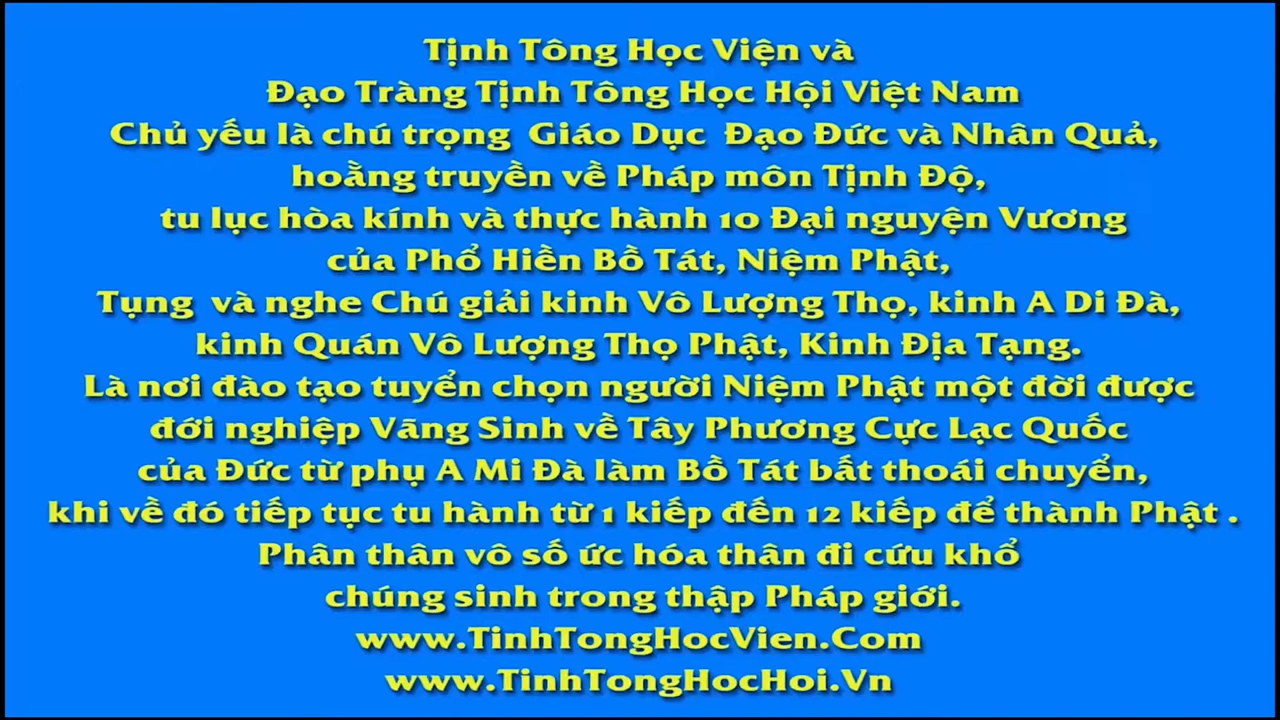 Tịnh Tông Học Viện và
Đạo Tràng Tịnh Tông Học Hội Việt Nam
Chủ yếu là chú trọng Giáo Dục Đạo Đức và Nhân Quả,
hoằng truyền về Pháp môn Tịnh Độ,
tu lục hòa kính và thực hành 10 Đại nguyện Vương
của Phổ Hiền Bồ Tát, Niệm Phật,
Tụng và nghe Chú giải kinh Vô Lượng Thọ, kinh A Di Đà,
kinh Quán Vô Lượng Thọ Phật, Kinh Địa Tạng.
Là nơi đào tạo tuyển chọn người Niệm Phật một đời được
đới nghiệp Vãng Sinh về Tây Phương Cực Lạc Quốc
của Đức từ phụ A Mi Đà làm Bồ Tát bất thoái chuyển,
khi về đó tiếp tục tu hành từ 1 kiếp đến 12 kiếp để thành Phật .
Phân thân vô số ức hóa thân đi cứu khổ
chúng sinh trong thập Pháp giới.
www.TinhTongHocVien.Com
www.TinhTongHocHoi.Vn